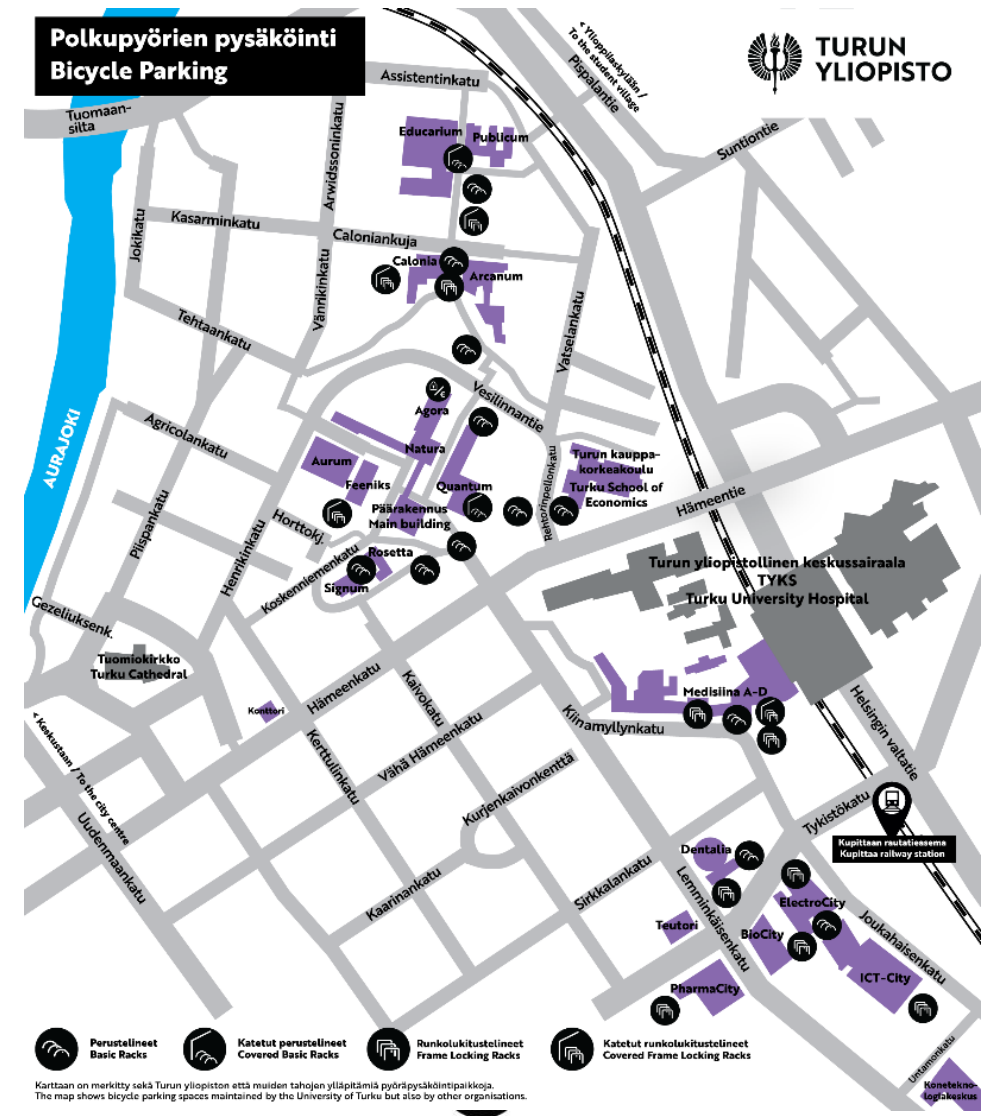 Polkupyörien pysäköinti
Bicycle Parking
TURUN
YLIOPISTO
< Ylioppilaskylään /
To the student village
Pispalantie
Assistentinkatu
Tuomaan-
silta
Educarium
Publicum
Arwidssoninkatu
Suntiontie
Jokikatu
Kasarminkatu
Caloniankuja
Calonia
Arcanum
Vänrikinkatu
Vatselankatu
Tehtaankatu
Vesilinnantie
Agora
AURAJOKI
Agricolankatu
Natura
Aurum
Feeniks
Quantum
Rehtorinpellonkatu
Turun kauppa-
korkeakoulu
Turku School of
Economics
Hämeentie
Piispankatu
Henrikinkatu
Horttokj.
Päärakennus
Main building
Koskenniemenkatu
Rosetta
Signum
Turun yliopistollinen keskussairaala
TYKS
Turku University Hospital
Gezeliuksenk.
Tuomiokirkko
Turku Cathedral
Konttori
Hämeenkatu
Kaivokatu
Medisiina A-D
Kiinamyllynkatu
Helsingin valtatie
< Keskustaan / To the city centre
Uudenmaankatu
Kerttulinkatu
Vähä Hämeenkatu
Kurjenkaivonkenttä
Tykistökatu
Kupittaan rautatieasema
Kupittaa railway station
Kaarinankatu
Sirkkalankatu
Dentalia
Lemminkäisenkatu
ElectroCity
Joukahaisenkatu
Teutori
BioCity
ICT-City
PharmaCity
Untamonkatu
Konetekno-
logiakeskus
Perustelineet
Basic Racks
Katetut perustelineet
Covered Basic Racks
Runkolukitustelineet
Frame Locking Racks
Katetut runkolukitustelineet
Covered Frame Locking Racks
Karttaan on merkitty sekä Turun yliopiston että muiden tahojen ylläpitämiä pyöräpysäköintipaikkoja.
The map shows bicycle parking spaces maintained by the University of Turku but also by other organisations.